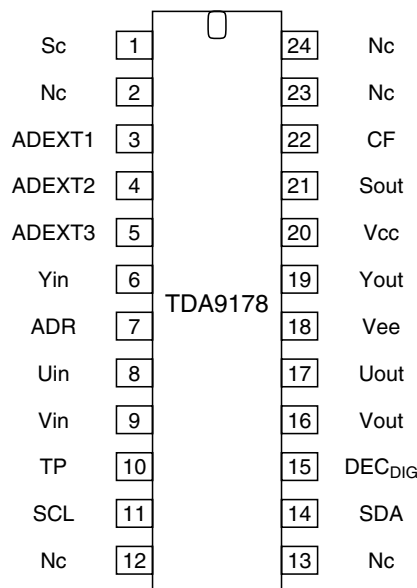 Sc 1 24 Nc
Nc 2 23 Nc
ADEXT1 3 22 CF
ADEXT2 4 21 Sout
ADEXT3 5 20 Vcc
Yin 6 19 Yout
TDA9178
ADR 7 18 Vee
Uin 8 17 Uout
Vin 9 16 Vout
TP 10 15 DECDIG
SCL 11 14 SDA
Nc 12 13 Nc